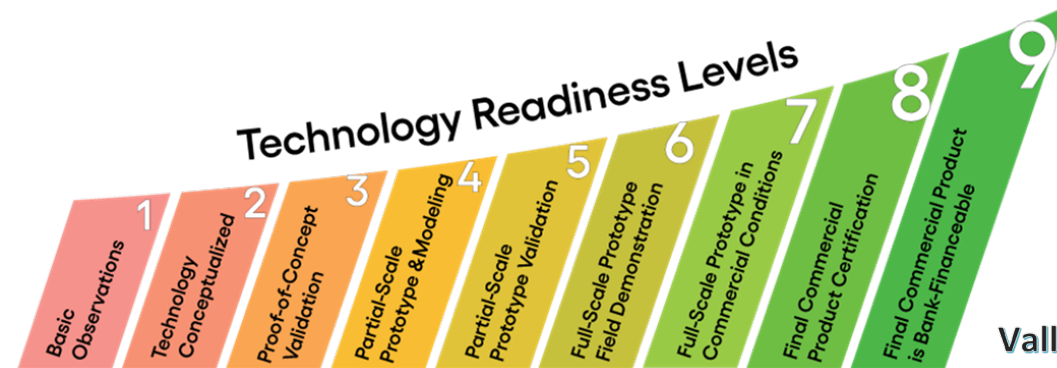 Technology Readiness Levels
1
Basic
Observations
2
Technology
Conceptualized
3
Proof-of-Concept
Validation
4
Partial-Scale
Prototype &Modeling
5
Partial-Scale
Prototype Validation
6
Full-Scale Prototype
Field Demonstration
7
Full-Scale Prototype in
Commercial Conditions
8
Final Commercial
Product Certification
9
Final Commercial Product
is Bank-Financeable
Vall